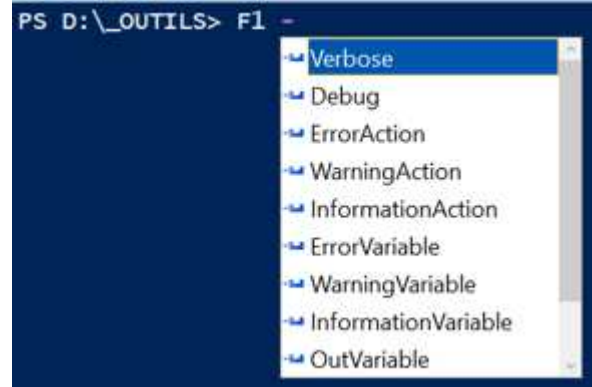 PS D:\_OUTILS> F1 -
Verbose
Debug
ErrorAction
WarningAction
InformationAction
ErrorVariable
WarningVariable
InformationVariable
OutVariable